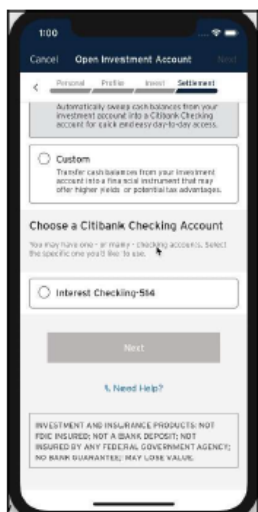 1:00
Cancel Open Investment Account Next
Personal Profile Invest Settlement
Automatically sweep cash balances from your
investment account into a Citibank Checking
account for quick and easy day-to-day access.
Custom
Transfer cash balances from your investment
account into a financial instrument that may
offer higher yields or potential tax advantages.
Choose a Citibank Checking Account
You may have one - or many - checking accounts. Select
the specific one you'd like to use.
Interest Checking-514
Next
Need Help?
INVESTMENT AND INSURANCE PRODUCTS: NOT
FDIC INSURED; NOT A BANK DEPOSIT; NOT
INSURED BY ANY FEDERAL GOVERNMENT AGENCY;
NO BANK GUARANTEE; MAY LOSE VALUE.